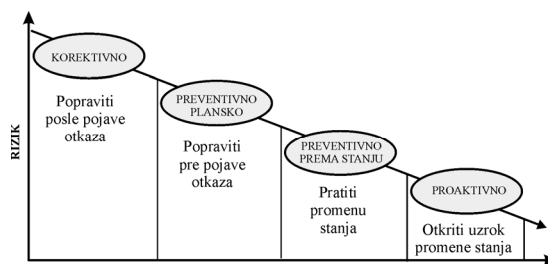 RIZIK
KOREKTIVNO
Popraviti
posle pojave
otkaza
PREVENTIVNO
PLANSKO
Popraviti
pre pojave
otkaza
PREVENTIVNO
PREMA STANJU
Pratiti
promenu
stanja
PROAKTIVNO
Otkriti uzrok
promene stanja